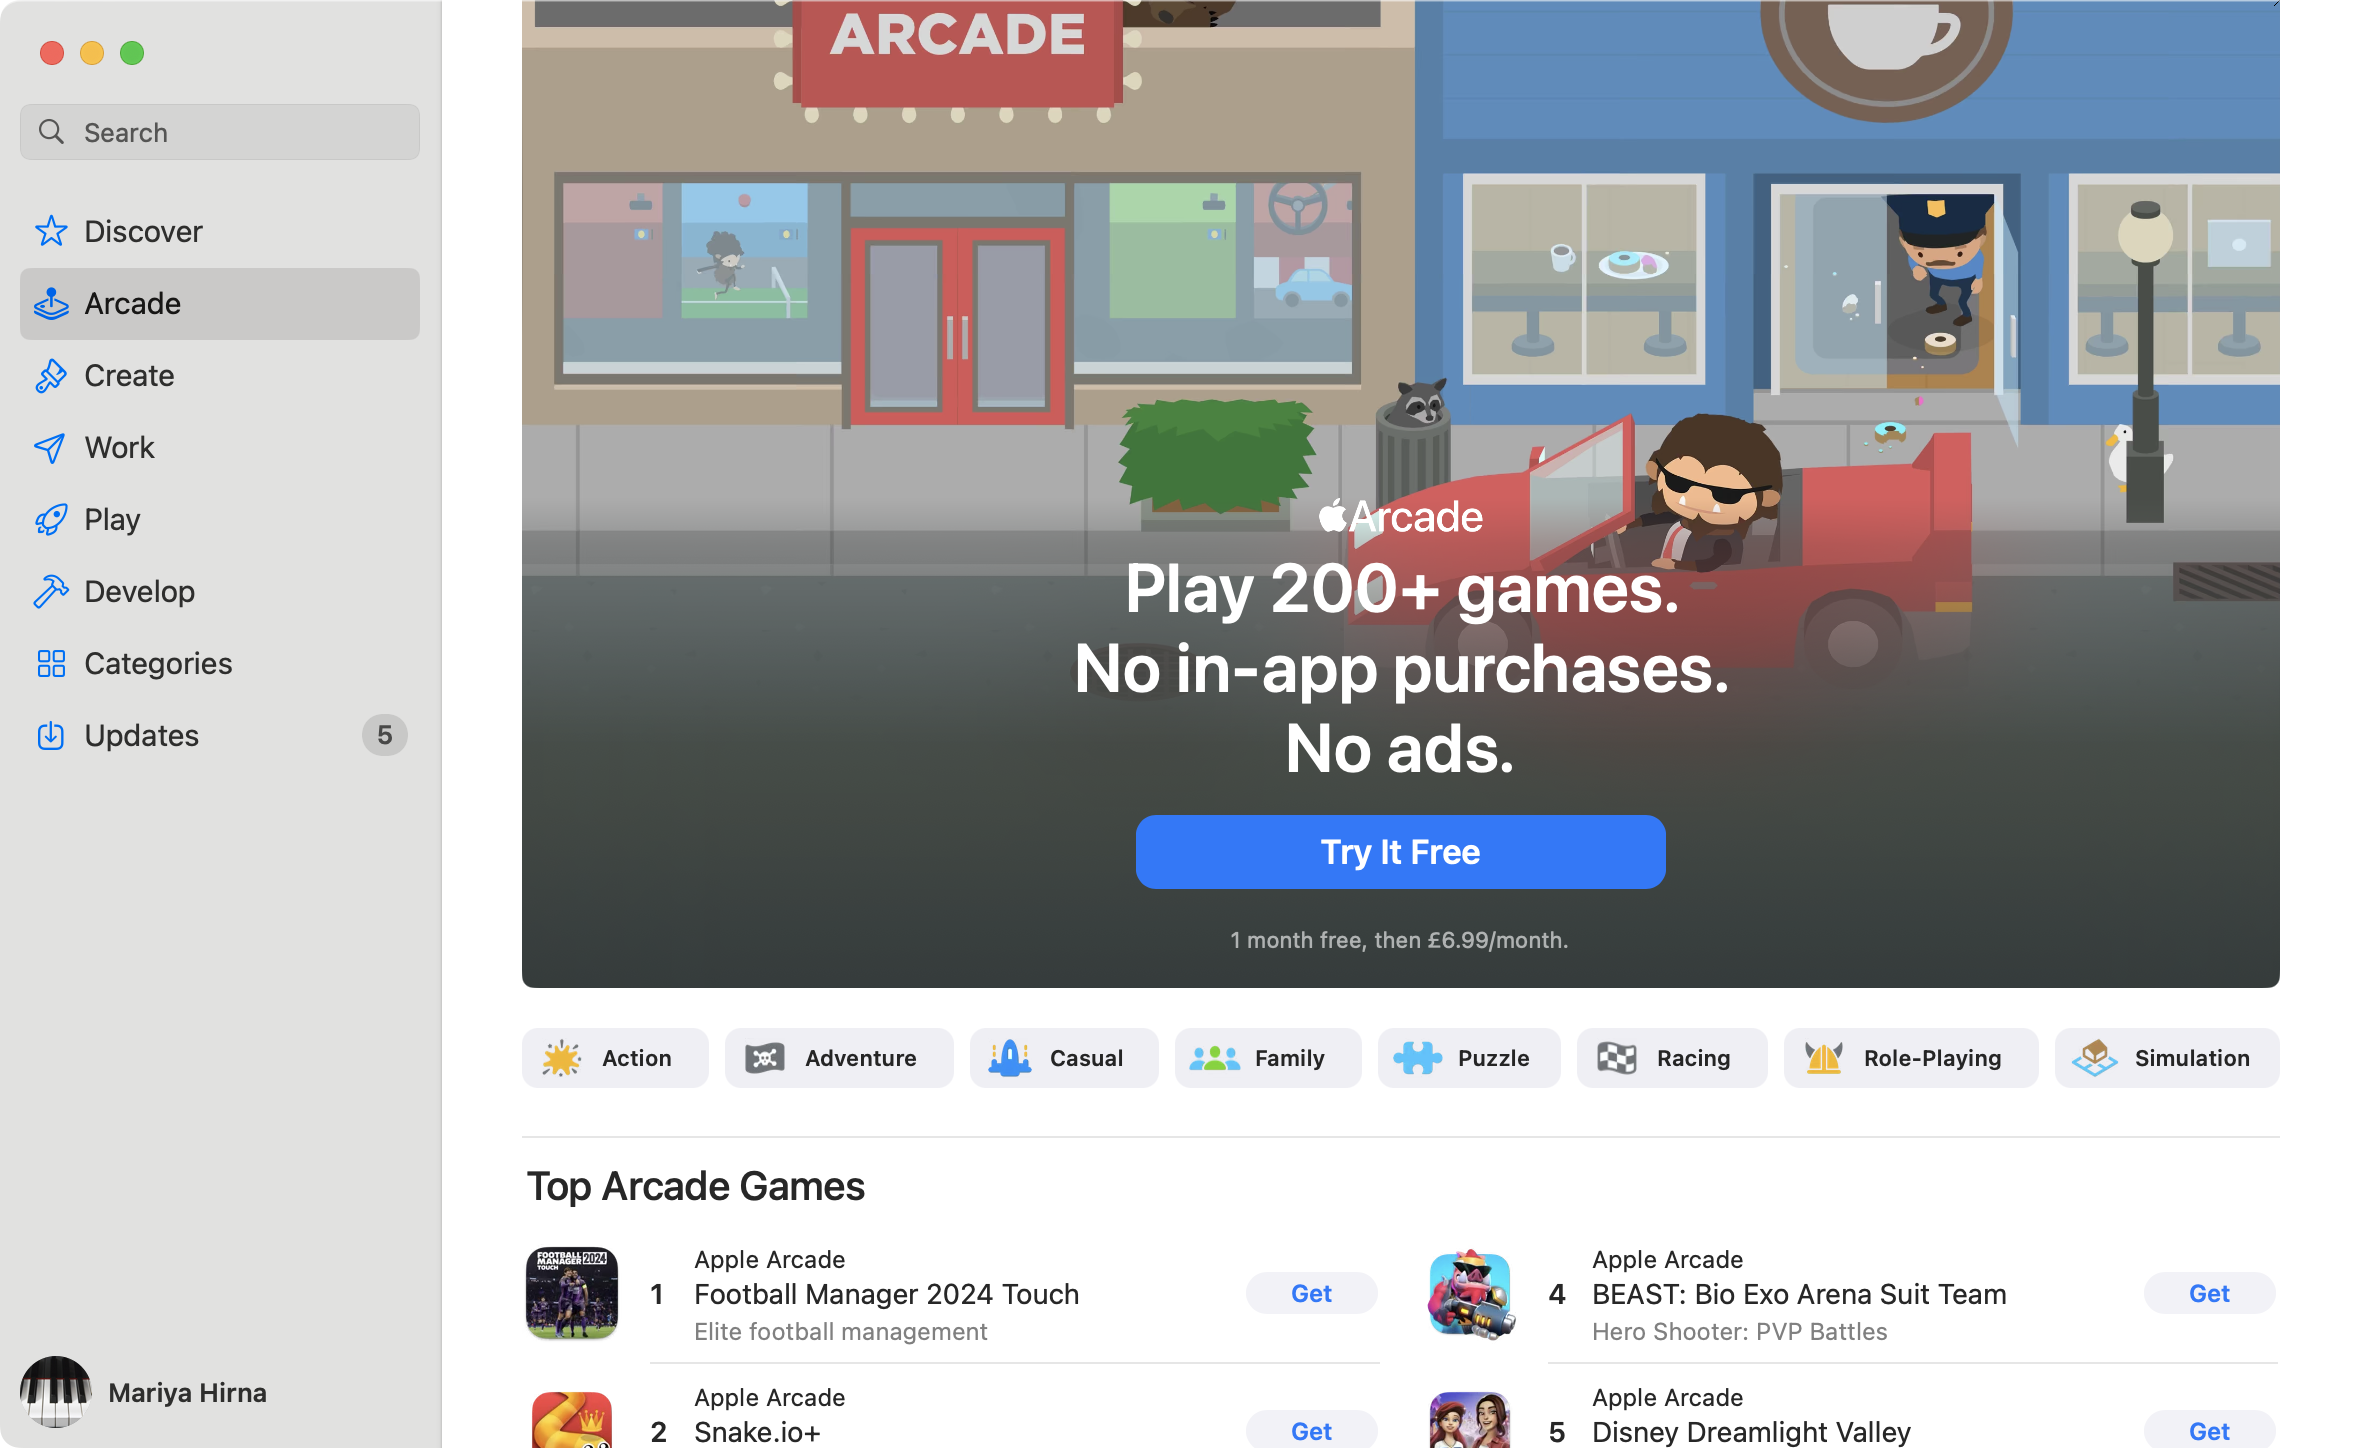 Search
Discover
Arcade
Create
Work
Play
Develop
Categories
Updates 5
Mariya Hirna
ARCADE
Arcade
Play 200+ games.
No in-app purchases.
No ads.
Try It Free
1 month free, then £6.99/month.
Action
Adventure
Casual
Family
Puzzle
Racing
Role-Playing
Simulation
Top Arcade Games
FOOTBALL
MANAGER 2024
TOUCH
1
Apple Arcade
Football Manager 2024 Touch
Elite football management
Get
4
Apple Arcade
BEAST: Bio Exo Arena Suit Team
Hero Shooter: PVP Battles
Get
2
Apple Arcade
Snake.io+
Get
5
Apple Arcade
Disney Dreamlight Valley
Get